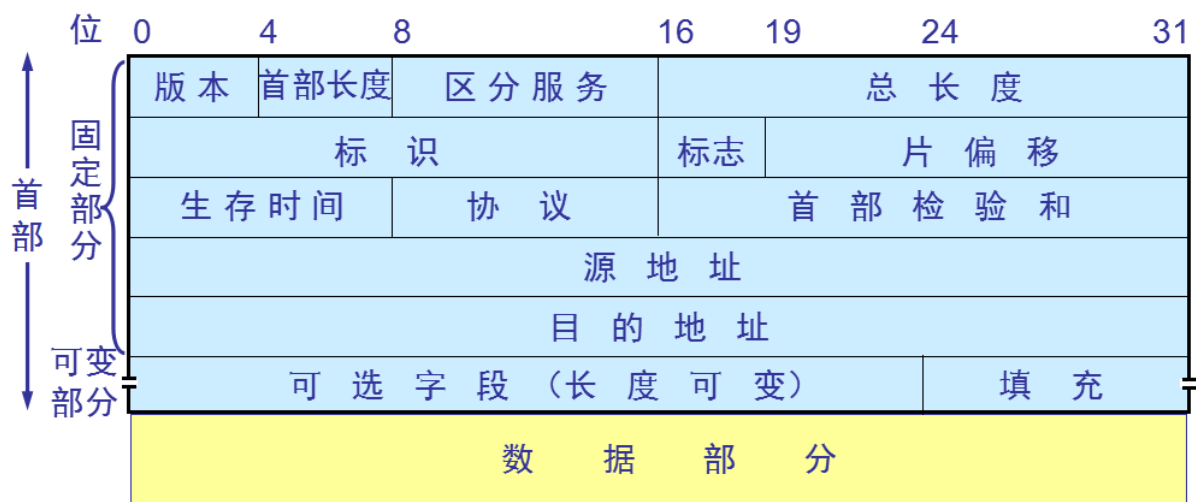 位 0 4 8 16 19 24 31
版本 首部长度 区分服务 总长度
标识 标志 片偏移
生存时间 协议 首部检验和
源地址
目的地址
可选字段（长度可变） 填充
数据部分
首部
固定部分
可变
部分